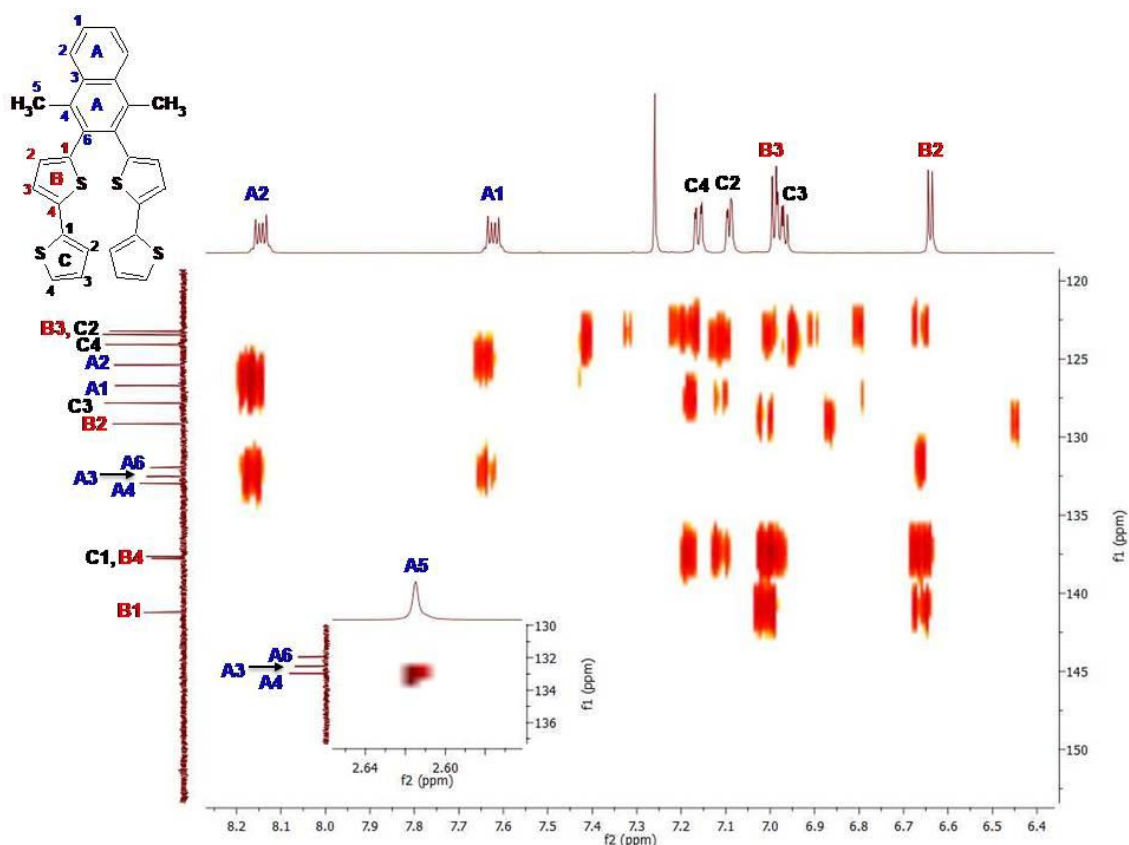 1
2
A
3
5
H₃C
4
A
CH₃
6
1
2
B
3
S
S
4
1
S
2
C
3
4
S
A2
A1
C4
C2
B3
C3
B2
B3, C2
C4
A2
A1
C3
B2
A6
A3
A4
C1, B4
B1
A5
A6
A3
A4
130
132
133
134
136
f1 (ppm)
2.64
2.60
f2 (ppm)
120
125
130
135
140
145
150
f1 (ppm)
8.2
8.1
8.0
7.9
7.8
7.7
7.6
7.5
7.4
7.3
7.2
7.1
7.0
6.9
6.8
6.7
6.6
6.5
6.4
f2 (ppm)